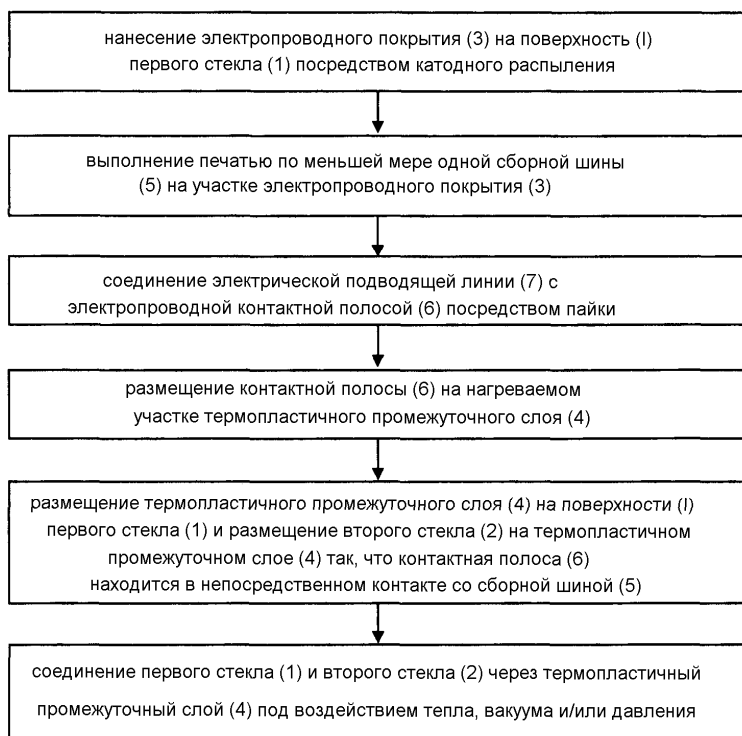 нанесение электропроводного покрытия (3) на поверхность (I)
первого стекла (1) посредством катодного распыления
выполнение печатью по меньшей мере одной сборной шины
(5) на участке электропроводного покрытия (3)
соединение электрической подводящей линии (7) с
электропроводной контактной полосой (6) посредством пайки
размещение контактной полосы (6) на нагреваемом
участке термопластичного промежуточного слоя (4)
размещение термопластичного промежуточного слоя (4) на поверхности (I)
первого стекла (1) и размещение второго стекла (2) на термопластичном
промежуточном слое (4) так, что контактная полоса (6)
находится в непосредственном контакте со сборной шиной (5)
соединение первого стекла (1) и второго стекла (2) через термопластичный
промежуточный слой (4) под воздействием тепла, вакуума и/или давления